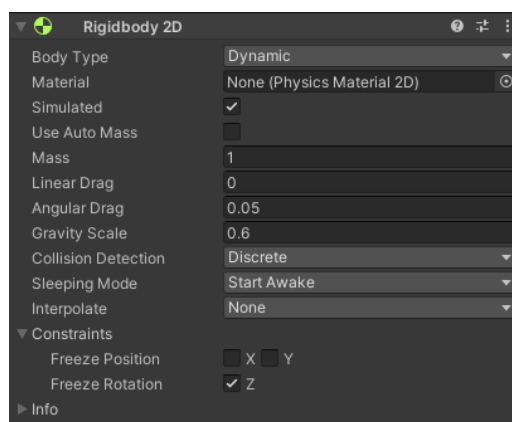 Rigidbody 2D
Body Type Dynamic
Material None (Physics Material 2D)
Simulated
Use Auto Mass
Mass 1
Linear Drag 0
Angular Drag 0.05
Gravity Scale 0.6
Collision Detection Discrete
Sleeping Mode Start Awake
Interpolate None
Constraints
Freeze Position X Y
Freeze Rotation Z
Info